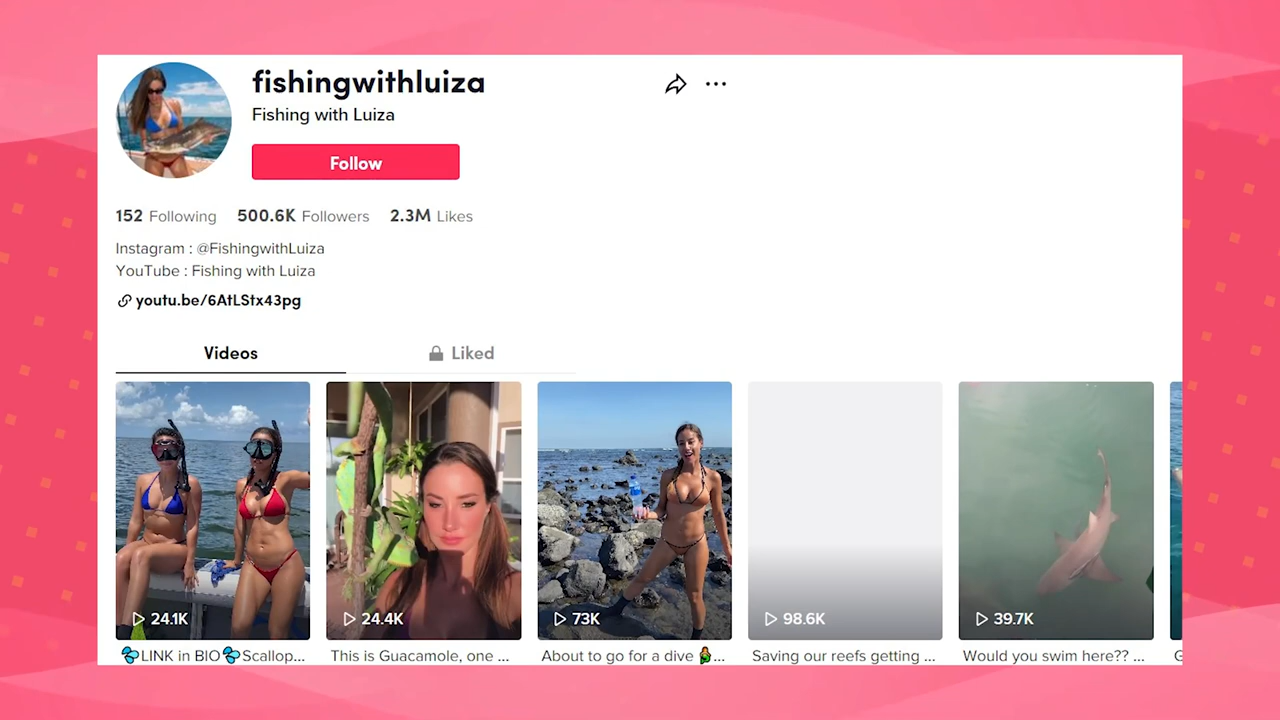 fishingwithluiza
Fishing with Luiza
Follow
152 Following 500.6K Followers 2.3M Likes
Instagram : @FishingwithLuiza
YouTube : Fishing with Luiza
youtu.be/6AtLStx43pg
Videos Liked
24.1K 24.4K 73K 98.6K 39.7K
LINK in BIO Scallop... This is Guacamole, one ... About to go for a dive ... Saving our reefs getting ... Would you swim here?? ... G